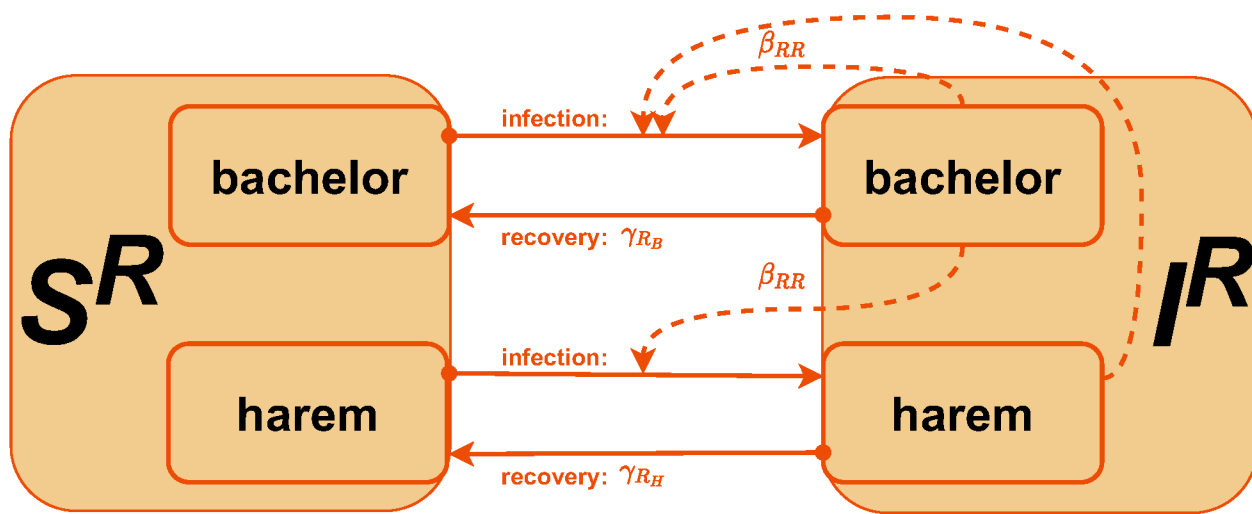 β_RR
infection:
bachelor
bachelor
recovery: γ_R_B
S^R
β_RR
I^R
infection:
harem
harem
recovery: γ_R_H